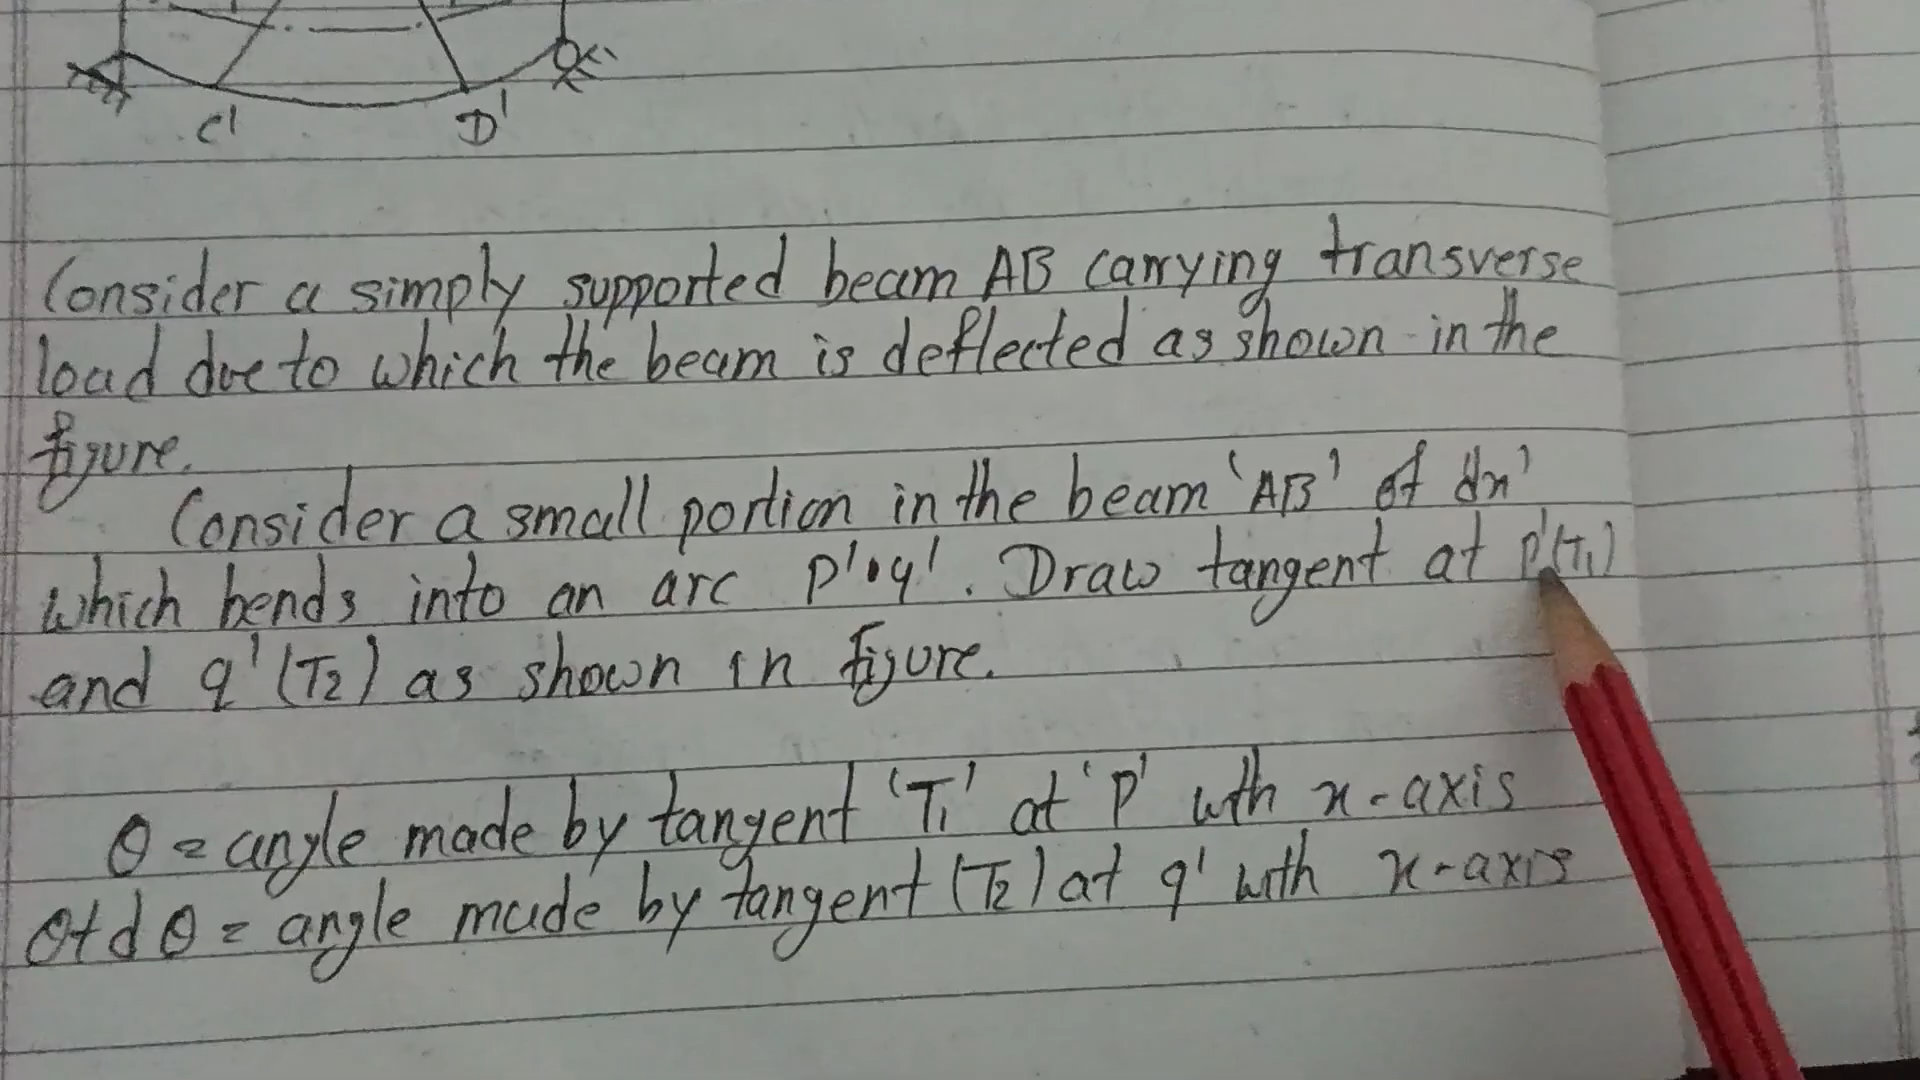 C' D'
Consider a simply supported beam AB carrying transverse
load due to which the beam is deflected as shown in the
figure.
Consider a small portion in the beam 'AB' of dx'
which bends into an arc p'oq'. Draw tangent at p'(T1)
and q'(T2) as shown in figure.
θ = angle made by tangent 'T1' at 'P' wth x-axis
θ+dθ = angle made by tangent (T2) at q' with x-axis